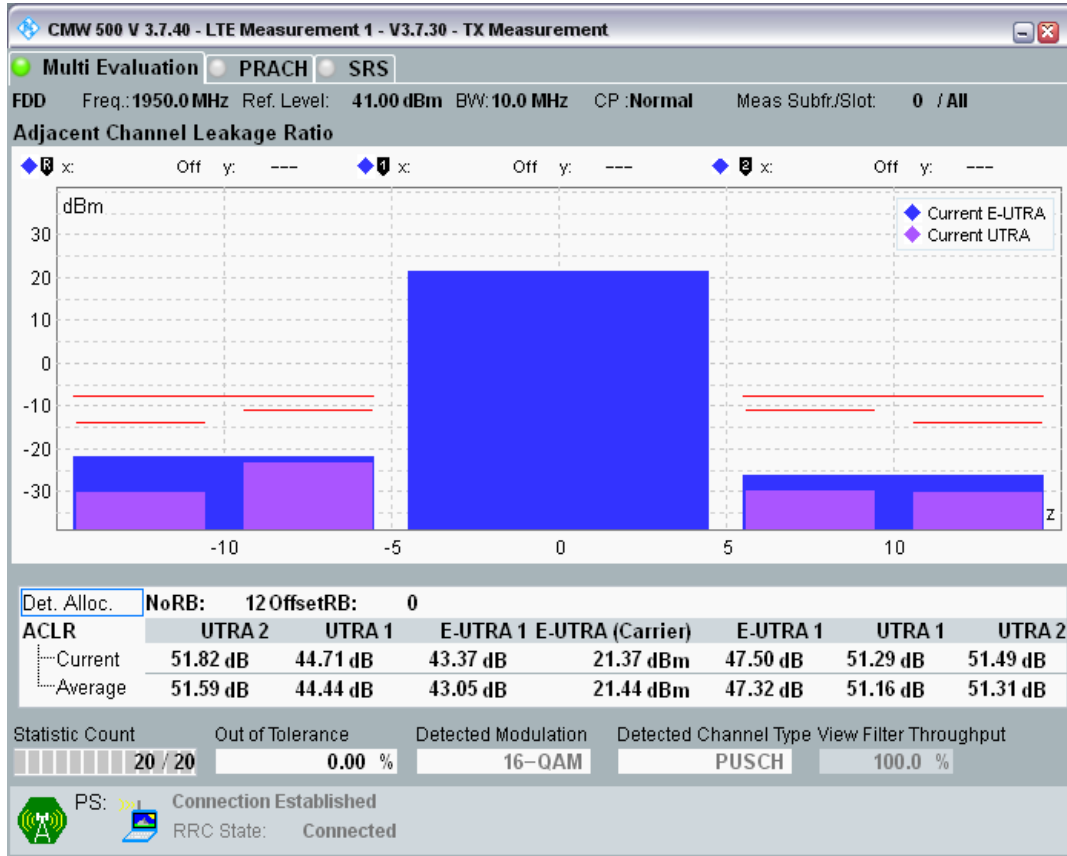 CMW 500 V 3.7.40 - LTE Measurement 1 - V3.7.30 - TX Measurement
Multi Evaluation PRACH SRS
FDD Freq.: 1950.0 MHz Ref. Level: 41.00 dBm BW: 10.0 MHz CP : Normal Meas Subfr./Slot: 0 / All
Adjacent Channel Leakage Ratio
R x: Off y: --- 1 x: Off y: --- 2 x: Off y: ---
dBm
Current E-UTRA
Current UTRA
30
20
10
0
-10
-20
-30
z
-10 -5 0 5 10
Det. Alloc. NoRB: 12 OffsetRB: 0
ACLR UTRA 2 UTRA 1 E-UTRA 1 E-UTRA (Carrier) E-UTRA 1 UTRA 1 UTRA 2
Current 51.82 dB 44.71 dB 43.37 dB 21.37 dBm 47.50 dB 51.29 dB 51.49 dB
Average 51.59 dB 44.44 dB 43.05 dB 21.44 dBm 47.32 dB 51.16 dB 51.31 dB
Statistic Count Out of Tolerance Detected Modulation Detected Channel Type View Filter Throughput
20 / 20 0.00 % 16-QAM PUSCH 100.0 %
PS: Connection Established
RRC State: Connected